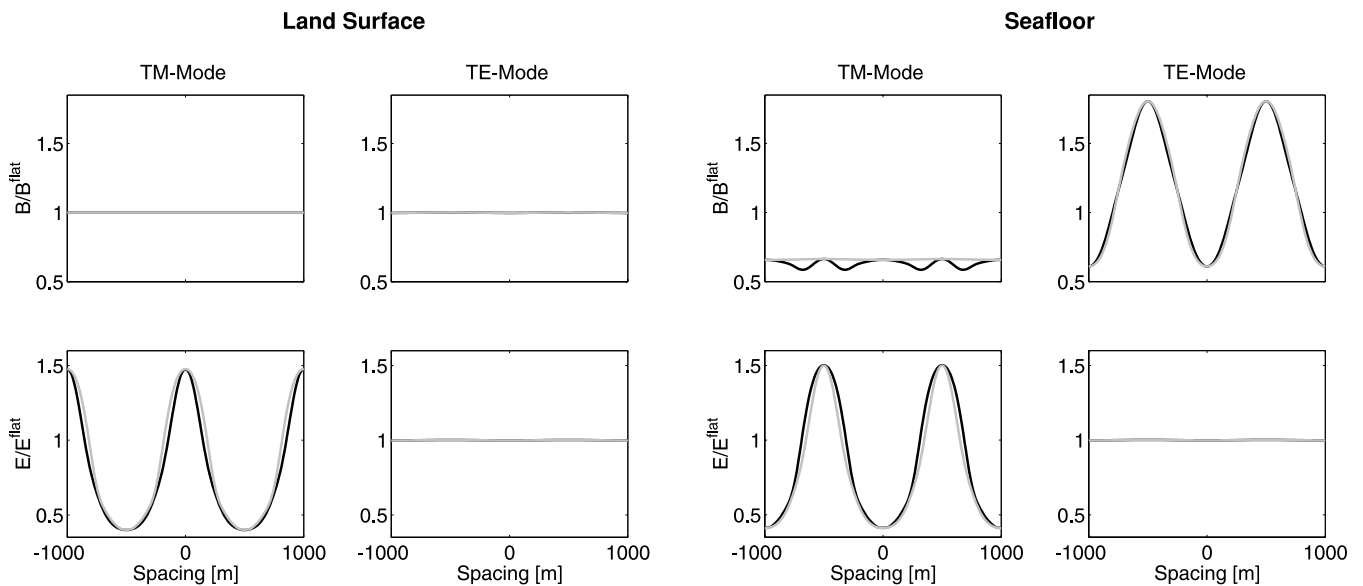 Land Surface
Seafloor
TM-Mode
TE-Mode
TM-Mode
TE-Mode
B/B^flat
1.5
1
0.5
B/B^flat
1.5
1
0.5
1.5
1
0.5
1.5
1
0.5
E/E^flat
1.5
1
0.5
E/E^flat
1.5
1
0.5
1.5
1
0.5
1.5
1
0.5
-1000 0 1000
-1000 0 1000
-1000 0 1000
-1000 0 1000
Spacing [m]
Spacing [m]
Spacing [m]
Spacing [m]